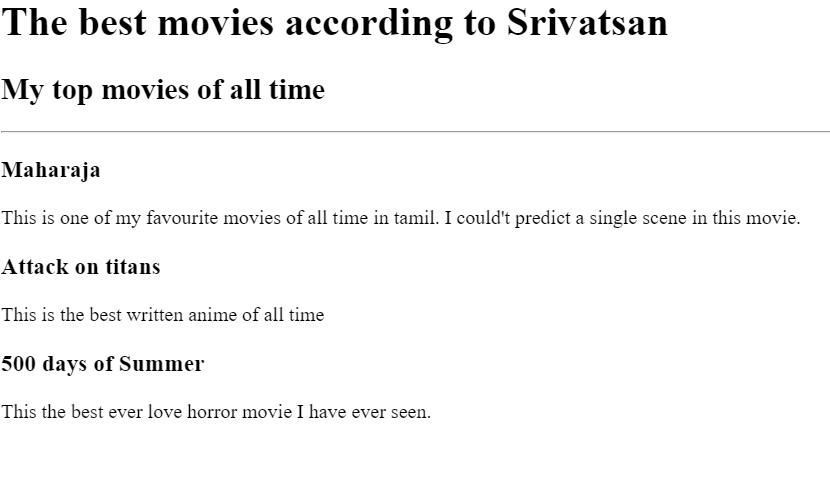 The best movies according to Srivatsan
My top movies of all time
Maharaja
This is one of my favourite movies of all time in tamil. I could't predict a single scene in this movie.
Attack on titans
This is the best written anime of all time
500 days of Summer
This the best ever love horror movie I have ever seen.